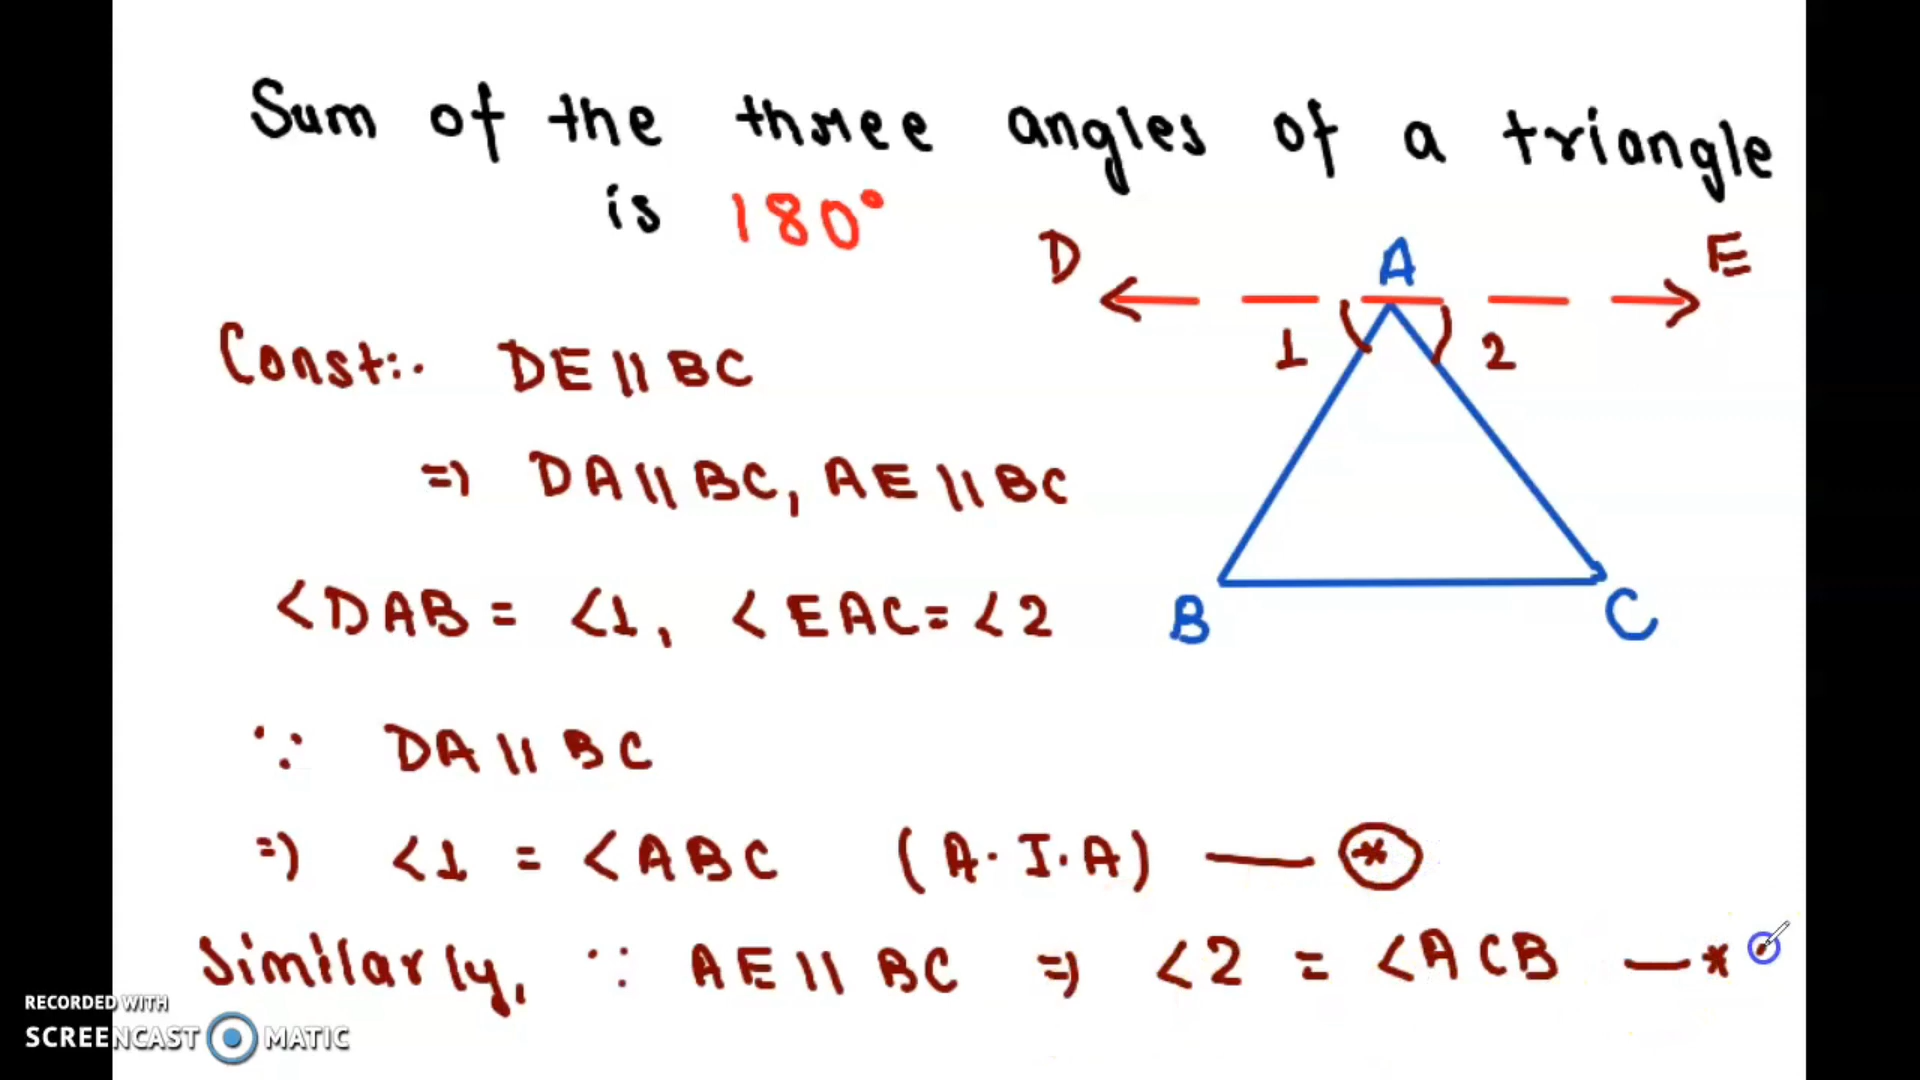 Sum of the three angles of a triangle
is 180°
D A E
1 2
Const:. DE || BC
=> DA || BC, AE || BC
<DAB = <1, <EAC = <2
B C
∵ DA || BC
=> <1 = <ABC (A.I.A) — *
Similarly, ∵ AE || BC => <2 = <ACB — *
RECORDED WITH
SCREENCAST MATIC